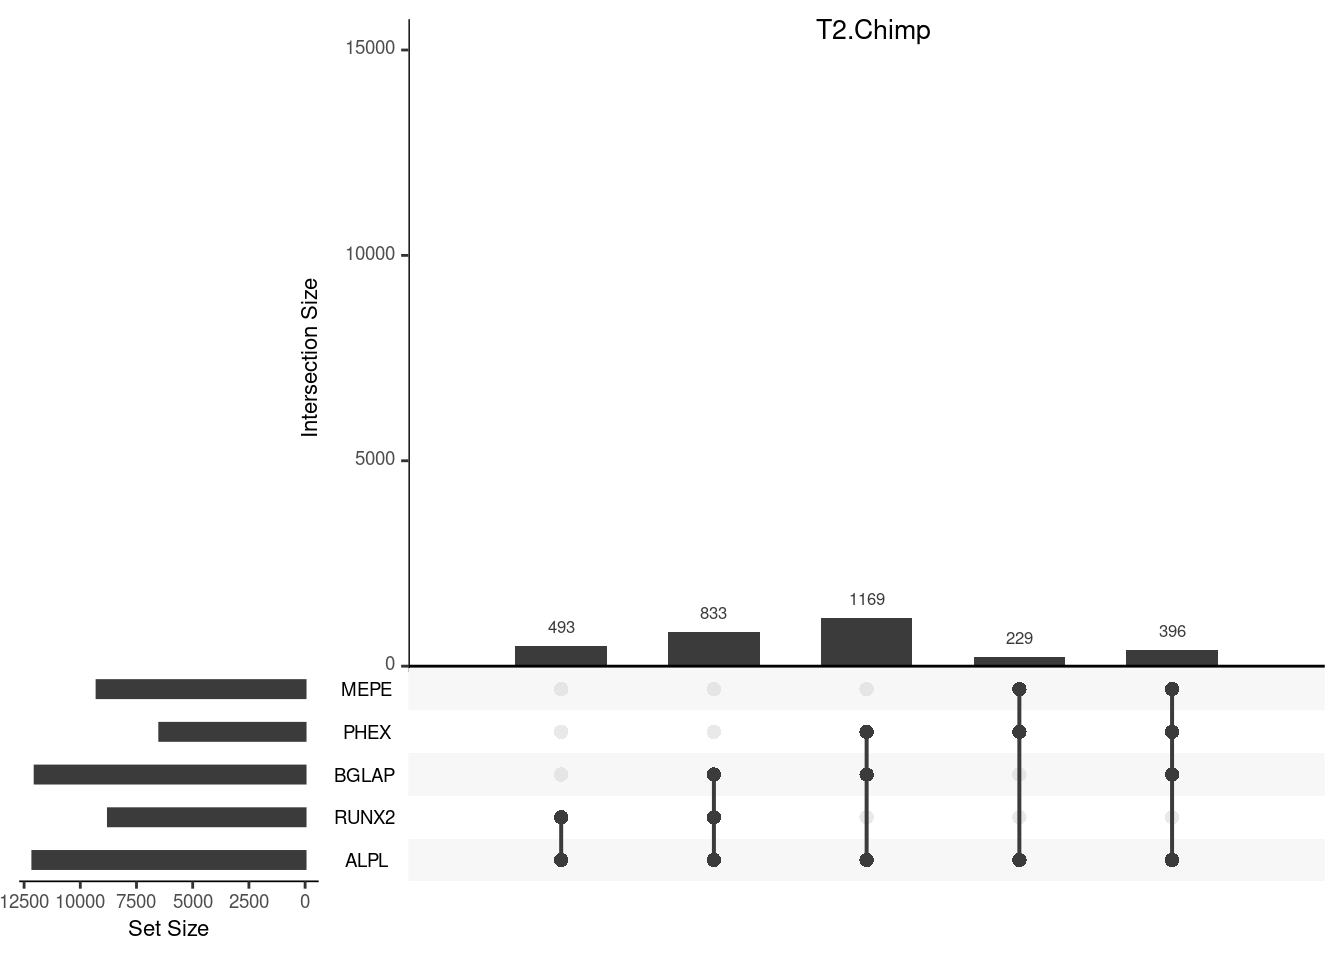 T2.Chimp
15000
10000
5000
0
Intersection Size
493
833
1169
229
396
MEPE
PHEX
BGLAP
RUNX2
ALPL
12500 10000 7500 5000 2500 0
Set Size